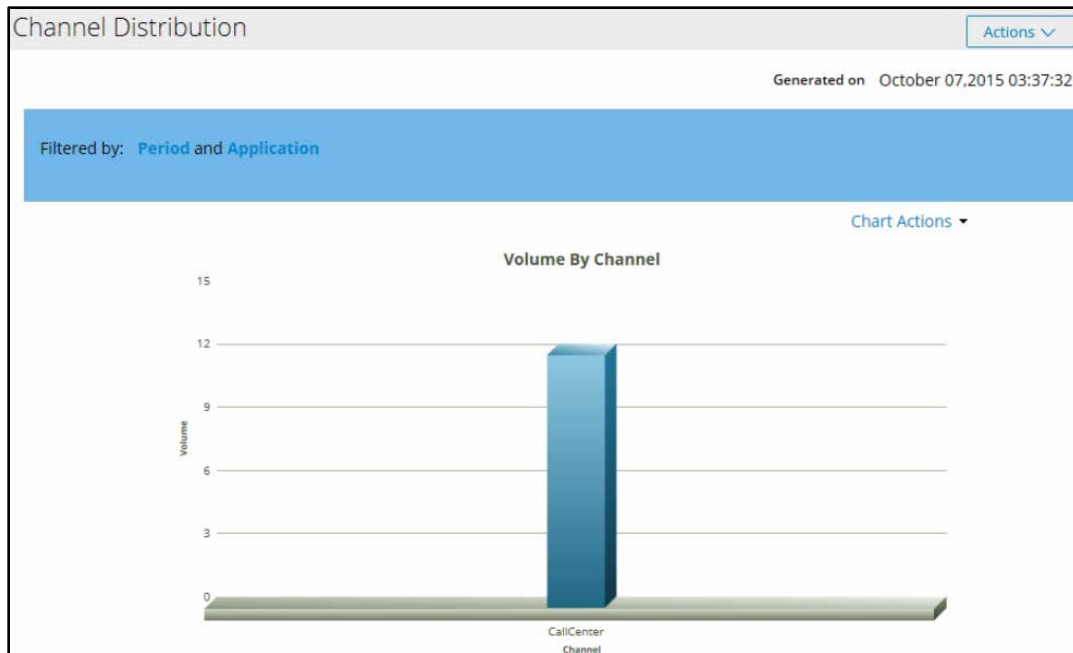 Channel Distribution
Actions
Generated on October 07,2015 03:37:32
Filtered by: Period and Application
Chart Actions
Volume By Channel
15
12
9
6
3
0
Volume
CallCenter
Channel